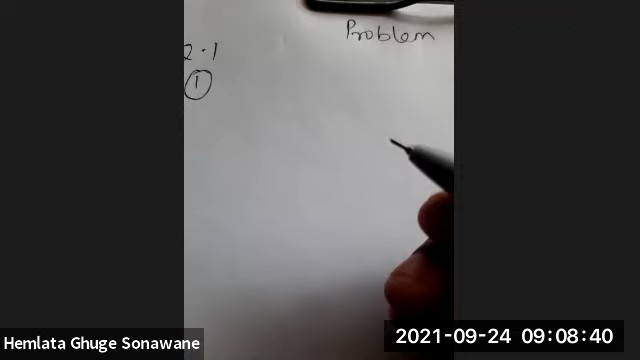 Problem
2.1
①
Hemlata Ghuge Sonawane
2021-09-24 09:08:40